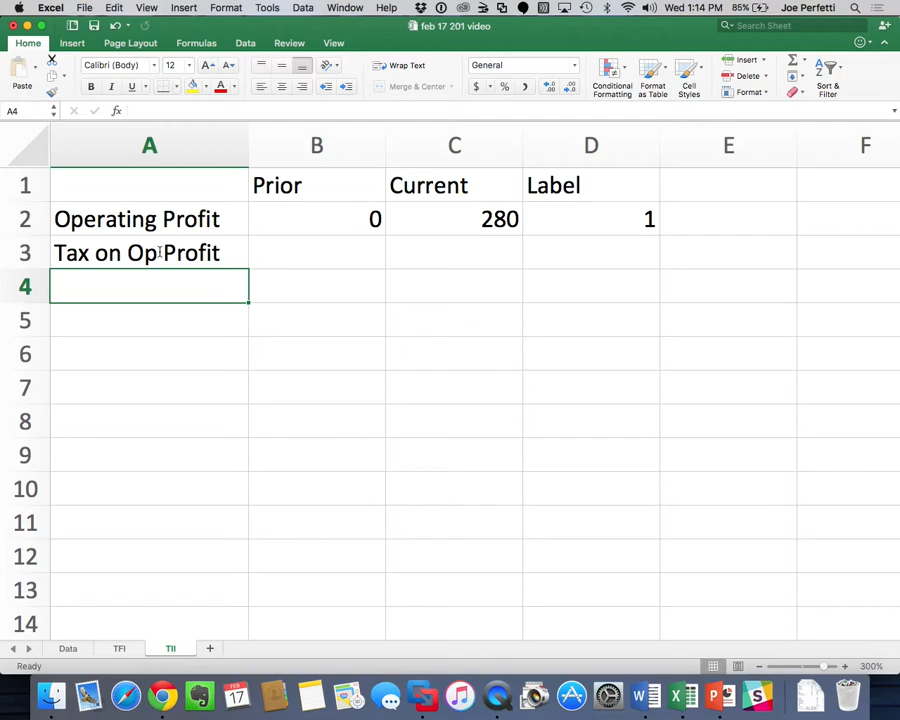 Excel File Edit View Insert Format Tools Data Window Help 85% Wed 1:14 PM Joe Perfetti
feb 17 201 video
Search Sheet
Home Insert Page Layout Formulas Data Review View
Paste
Calibri (Body) 12 A A
B I U A
Wrap Text
Merge & Center
General
$ % ,
Conditional Formatting
Format as Table
Cell Styles
Insert
Delete
Format
Sort & Filter
A4 fx
A B C D E F
1 Prior Current Label
2 Operating Profit 0 280 1
3 Tax on Op Profit
4
5
6
7
8
9
10
11
12
13
14
Data TFI TII +
Ready 300%
FEB 17